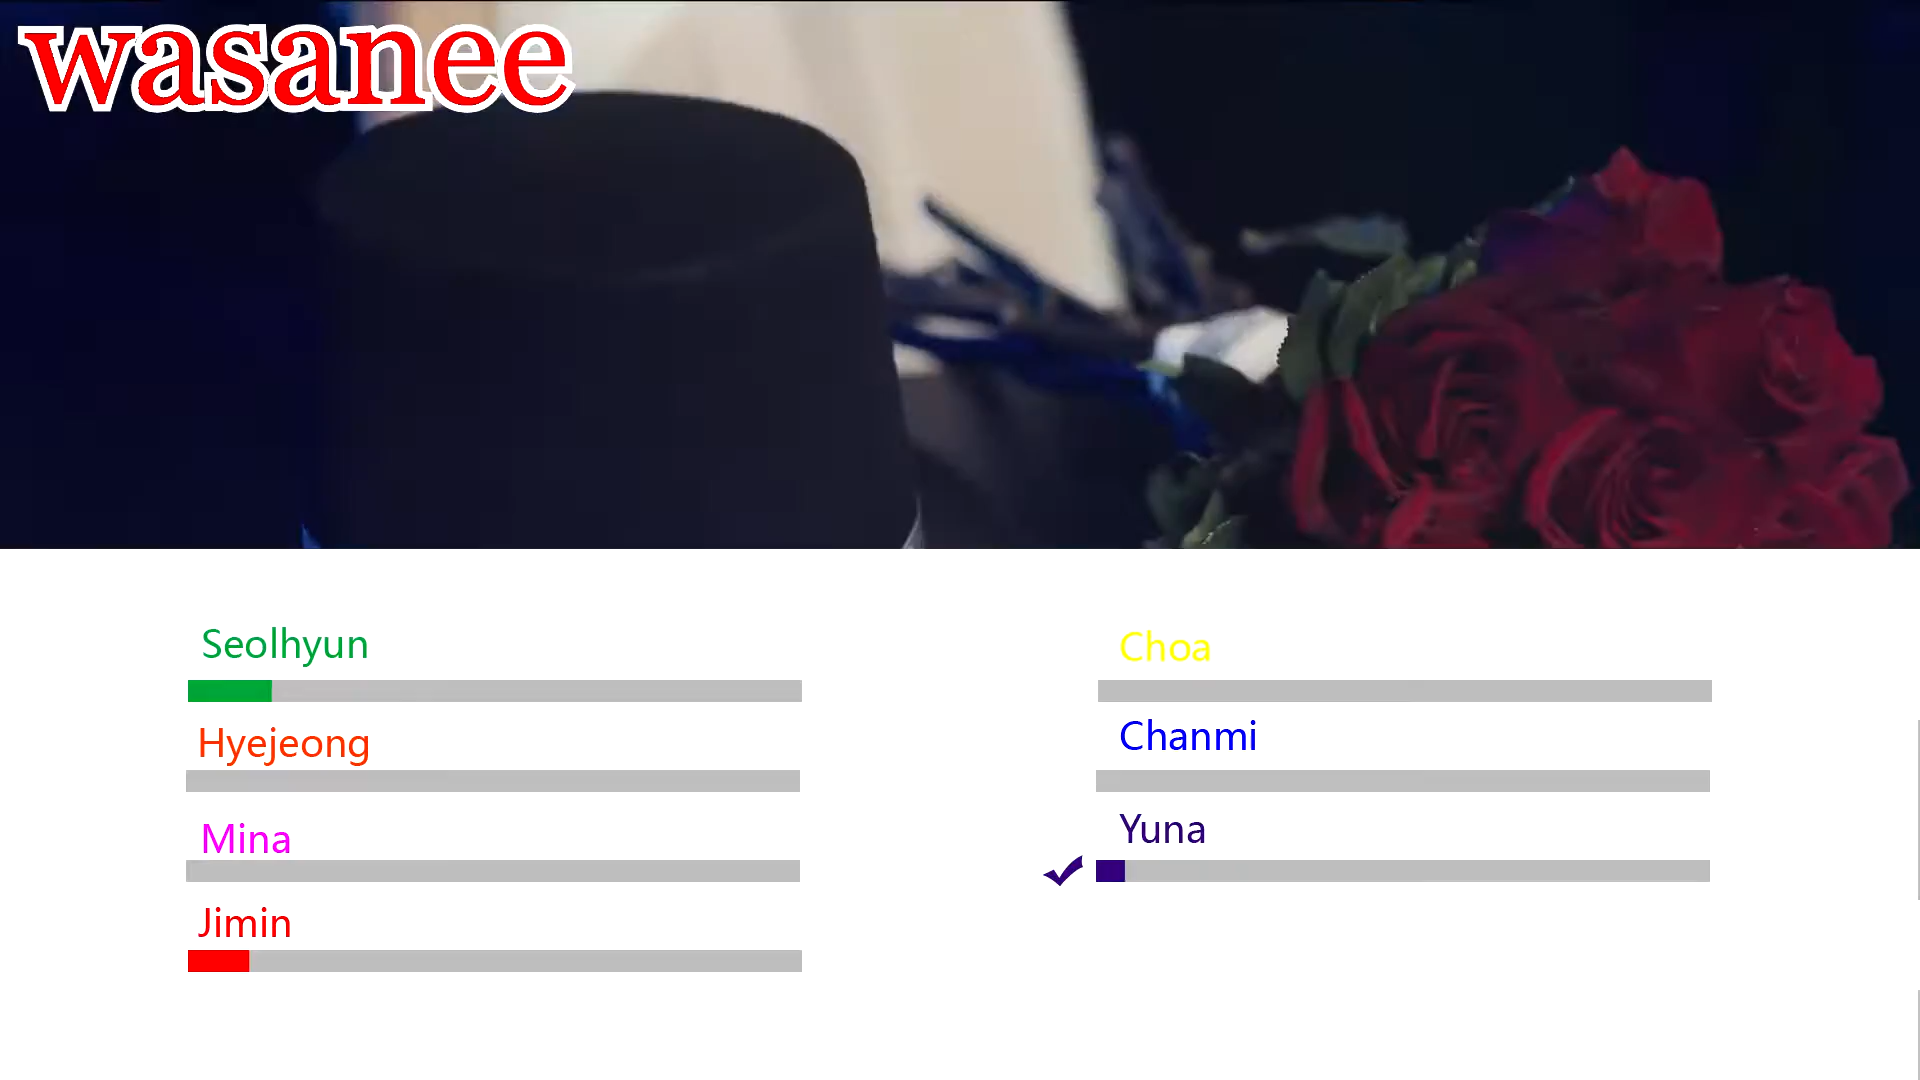 wasanee
Seolhyun
Hyejeong
Mina
Jimin
Choa
Chanmi
Yuna